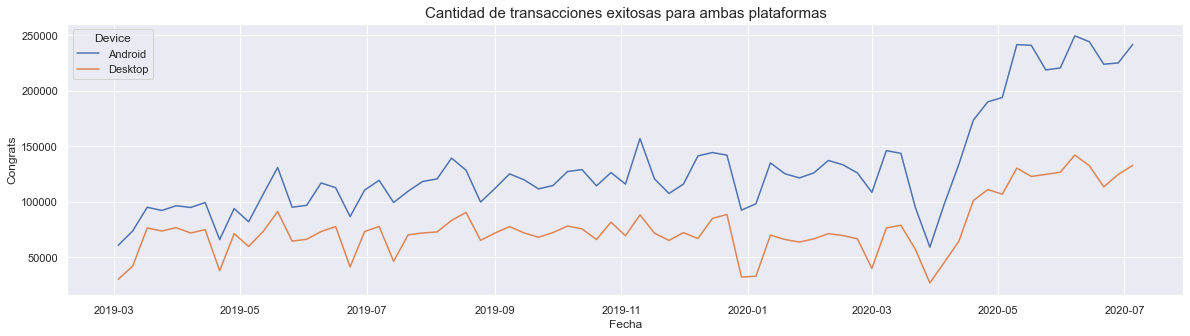 Cantidad de transacciones exitosas para ambas plataformas
Device
Android
Desktop
Congrats
250000
200000
150000
100000
50000
2019-03 2019-05 2019-07 2019-09 2019-11 2020-01 2020-03 2020-05 2020-07
Fecha